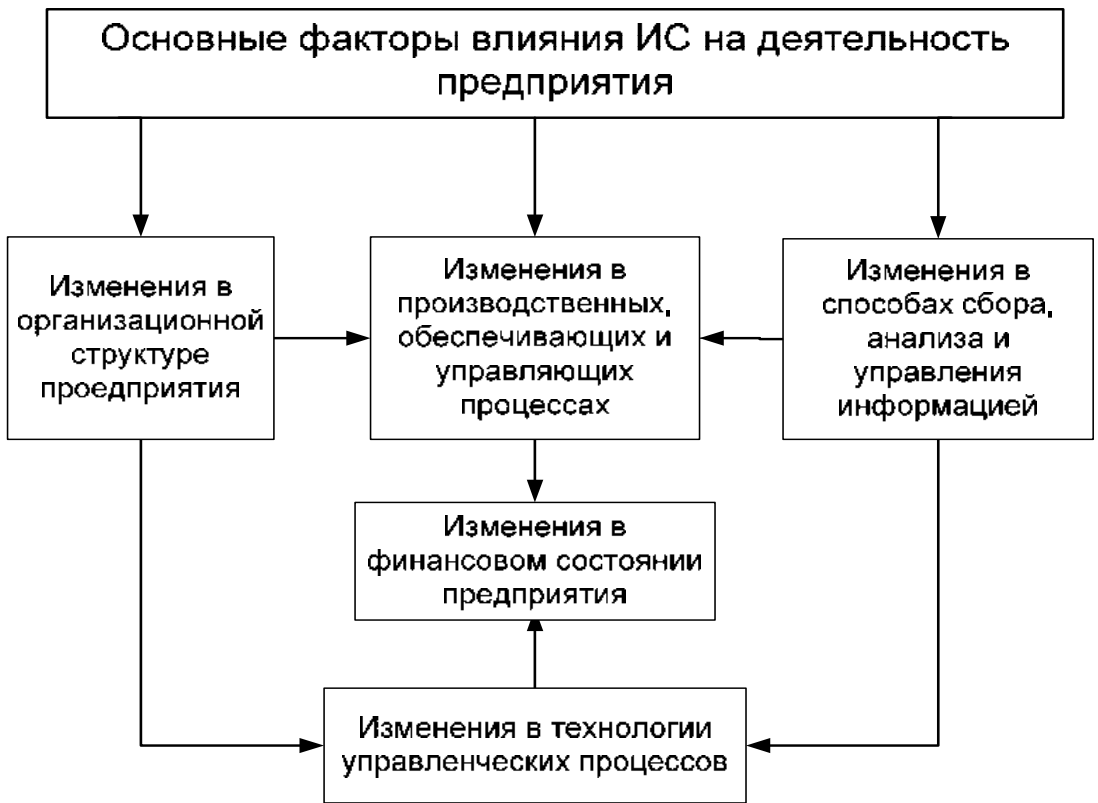 Основные факторы влияния ИС на деятельность
предприятия
Изменения в
организационной
структуре
проедприятия
Изменения в
производственных,
обеспечивающих и
управляющих
процессах
Изменения в
способах сбора,
анализа и
управления
информацией
Изменения в
финансовом состоянии
предприятия
Изменения в технологии
управленческих процессов